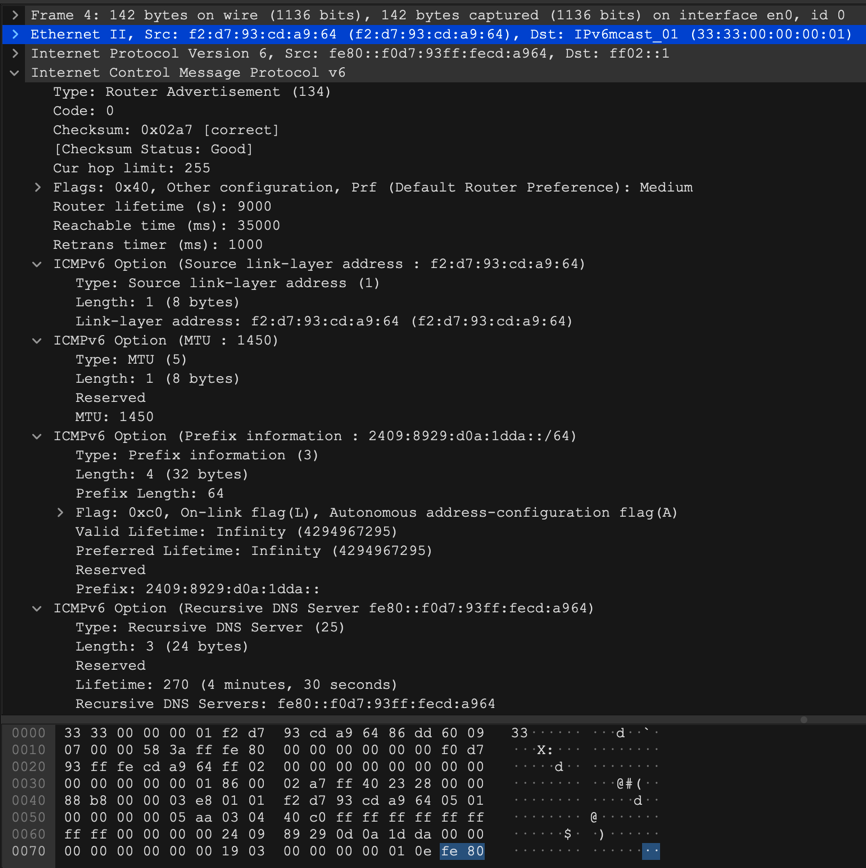 Frame 4: 142 bytes on wire (1136 bits), 142 bytes captured (1136 bits) on interface en0, id 0
Ethernet II, Src: f2:d7:93:cd:a9:64 (f2:d7:93:cd:a9:64), Dst: IPv6mcast_01 (33:33:00:00:00:01)
Internet Protocol Version 6, Src: fe80::f0d7:93ff:fecd:a964, Dst: ff02::1
Internet Control Message Protocol v6
Type: Router Advertisement (134)
Code: 0
Checksum: 0x02a7 [correct]
[Checksum Status: Good]
Cur hop limit: 255
Flags: 0x40, Other configuration, Prf (Default Router Preference): Medium
Router lifetime (s): 9000
Reachable time (ms): 35000
Retrans timer (ms): 1000
ICMPv6 Option (Source link-layer address : f2:d7:93:cd:a9:64)
Type: Source link-layer address (1)
Length: 1 (8 bytes)
Link-layer address: f2:d7:93:cd:a9:64 (f2:d7:93:cd:a9:64)
ICMPv6 Option (MTU : 1450)
Type: MTU (5)
Length: 1 (8 bytes)
Reserved
MTU: 1450
ICMPv6 Option (Prefix information : 2409:8929:d0a:1dda::/64)
Type: Prefix information (3)
Length: 4 (32 bytes)
Prefix Length: 64
Flag: 0xc0, On-link flag(L), Autonomous address-configuration flag(A)
Valid Lifetime: Infinity (4294967295)
Preferred Lifetime: Infinity (4294967295)
Reserved
Prefix: 2409:8929:d0a:1dda::
ICMPv6 Option (Recursive DNS Server fe80::f0d7:93ff:fecd:a964)
Type: Recursive DNS Server (25)
Length: 3 (24 bytes)
Reserved
Lifetime: 270 (4 minutes, 30 seconds)
Recursive DNS Servers: fe80::f0d7:93ff:fecd:a964
0000 33 33 00 00 00 01 f2 d7 93 cd a9 64 86 dd 60 09 33······ ···d··`·
0010 07 00 00 58 3a ff fe 80 00 00 00 00 00 00 f0 d7 ···X:··· ········
0020 93 ff fe cd a9 64 ff 02 00 00 00 00 00 00 00 00 ·····d·· ········
0030 00 00 00 00 00 01 86 00 02 a7 ff 40 23 28 00 00 ········ ···@#(··
0040 88 b8 00 00 03 e8 01 01 f2 d7 93 cd a9 64 05 01 ········ ·····d··
0050 00 00 00 00 05 aa 03 04 40 c0 ff ff ff ff ff ff ········ @·······
0060 ff ff 00 00 00 00 24 09 89 29 0d 0a 1d da 00 00 ······$· ·)······
0070 00 00 00 00 00 00 19 03 00 00 00 00 01 0e fe 80 ········ ········